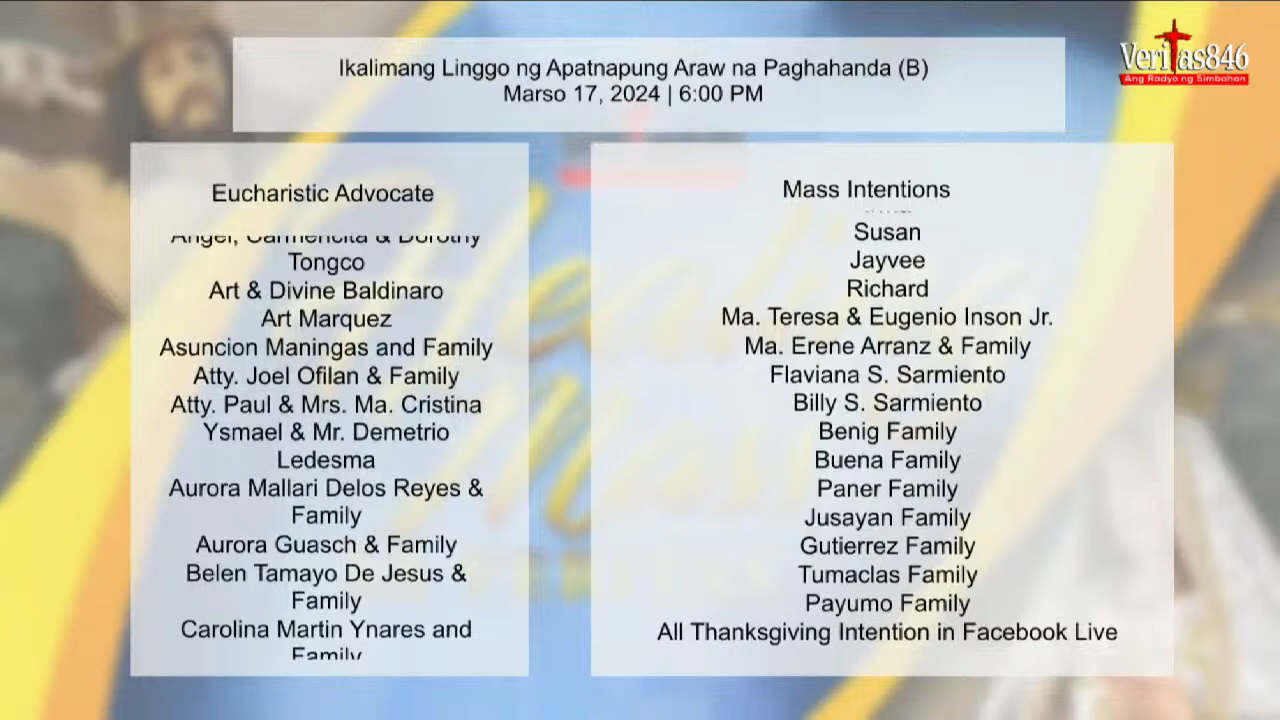 Ikalimang Linggo ng Apatnapung Araw na Paghahanda (B)
Marso 17, 2024 | 6:00 PM
Veritas846
Ang Radyo ng Simbahan
Eucharistic Advocate
Angel, Carmencita & Dorothy
Tongco
Art & Divine Baldinaro
Art Marquez
Asuncion Maningas and Family
Atty. Joel Ofilan & Family
Atty. Paul & Mrs. Ma. Cristina
Ysmael & Mr. Demetrio
Ledesma
Aurora Mallari Delos Reyes &
Family
Aurora Guasch & Family
Belen Tamayo De Jesus &
Family
Carolina Martin Ynares and
Family
Mass Intentions
Susan
Jayvee
Richard
Ma. Teresa & Eugenio Inson Jr.
Ma. Erene Arranz & Family
Flaviana S. Sarmiento
Billy S. Sarmiento
Benig Family
Buena Family
Paner Family
Jusayan Family
Gutierrez Family
Tumaclas Family
Payumo Family
All Thanksgiving Intention in Facebook Live